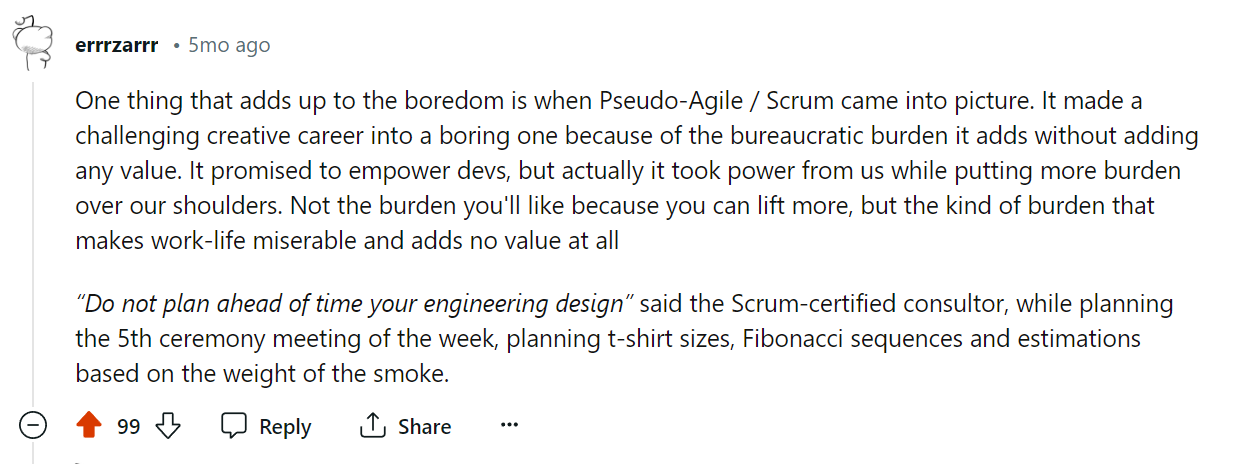 errrzarrr • 5mo ago
One thing that adds up to the boredom is when Pseudo-Agile / Scrum came into picture. It made a
challenging creative career into a boring one because of the bureaucratic burden it adds without adding
any value. It promised to empower devs, but actually it took power from us while putting more burden
over our shoulders. Not the burden you'll like because you can lift more, but the kind of burden that
makes work-life miserable and adds no value at all
“Do not plan ahead of time your engineering design” said the Scrum-certified consultor, while planning
the 5th ceremony meeting of the week, planning t-shirt sizes, Fibonacci sequences and estimations
based on the weight of the smoke.
99 Reply Share ···